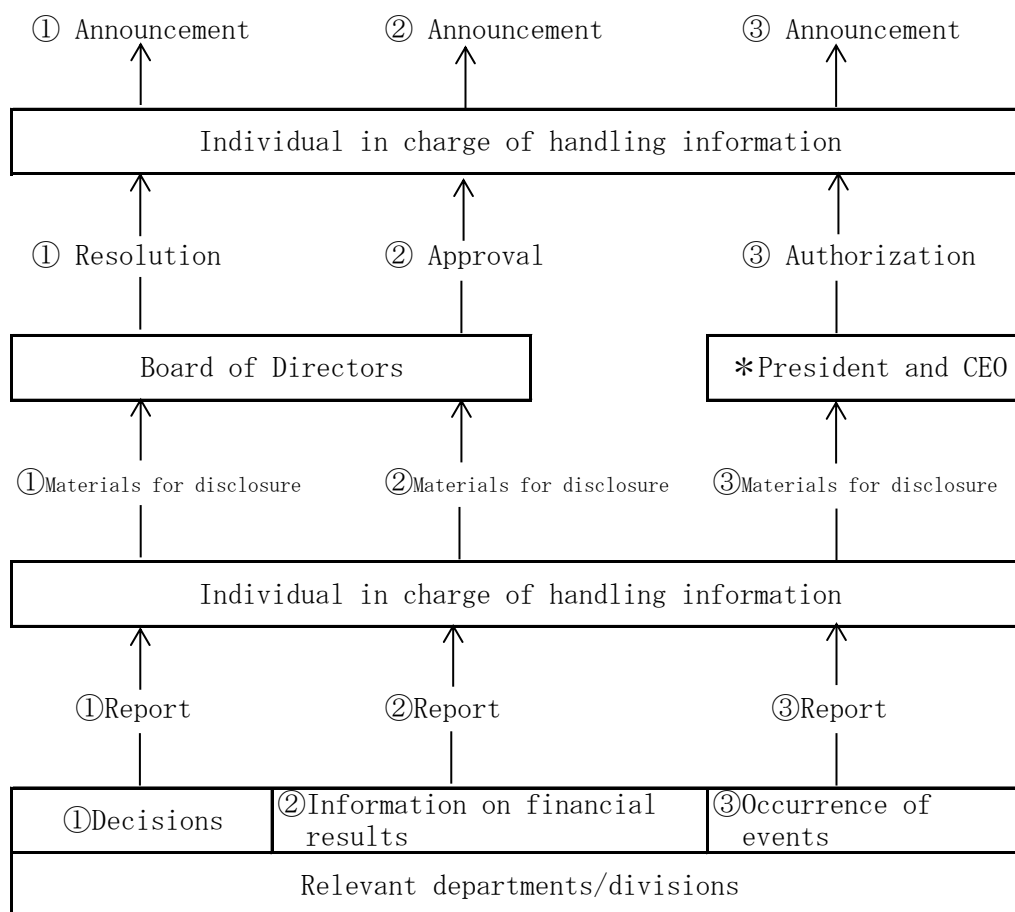 ① Announcement ② Announcement ③ Announcement
Individual in charge of handling information
① Resolution ② Approval ③ Authorization
Board of Directors
*President and CEO
①Materials for disclosure ②Materials for disclosure ③Materials for disclosure
Individual in charge of handling information
①Report ②Report ③Report
①Decisions
②Information on financial
results
③Occurrence of
events
Relevant departments/divisions